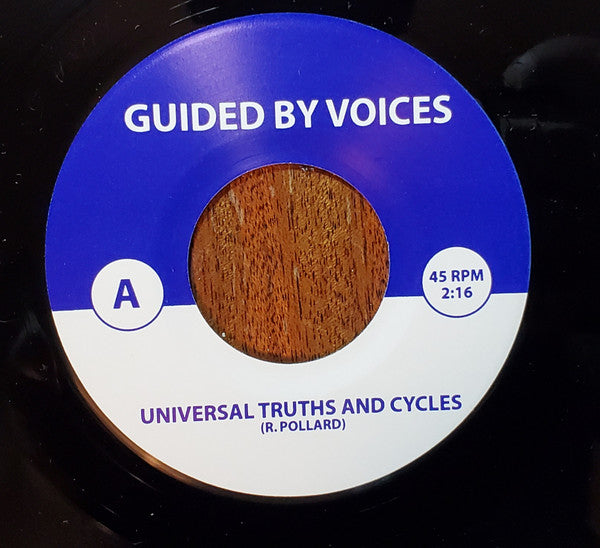 GUIDED BY VOICES
A
45 RPM
2:16
UNIVERSAL TRUTHS AND CYCLES
(R. POLLARD)